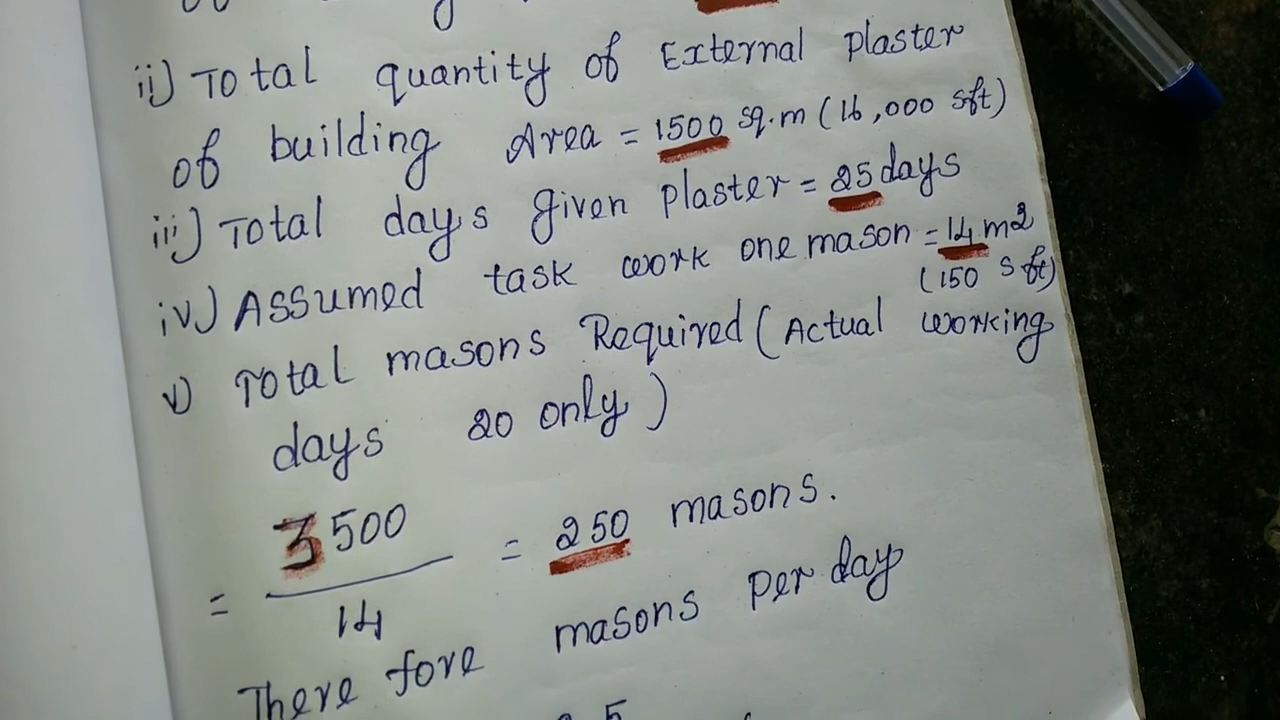 ii) Total quantity of External plaster
of building Area = 1500 sq.m (16,000 sft)
iii) Total days given plaster = 25 days
iv) Assumed task work one mason = 14 m2
(150 sft)
v) Total masons Required (Actual working
days 20 only)
= 3500 / 14 = 250 masons.
There fore masons per day